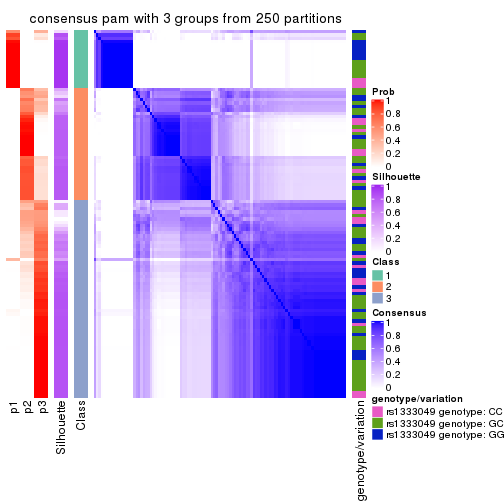 consensus pam with 3 groups from 250 partitions
Prob
1
0.8
0.6
0.4
0.2
0
Silhouette
1
0.8
0.6
0.4
0.2
0
Class
1
2
3
Consensus
1
0.8
0.6
0.4
0.2
0
genotype/variation
rs1333049 genotype: CC
rs1333049 genotype: GC
rs1333049 genotype: GG
p1
p2
p3
Silhouette
Class
genotype/variation